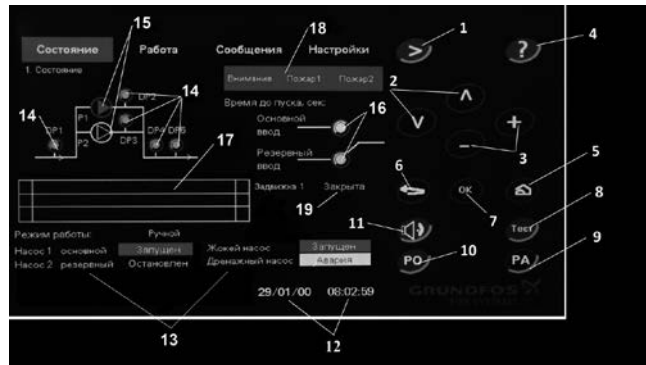 15
18
1
4
Состояние Работа Сообщения Настройки
>
?
1. Состояние
Внимание Пожар1 Пожар2
2
14
DP1
P1
P2
DP2
DP3
DP4 DP5
14
Время до пуска, сек:
Основной ввод
Резервный ввод
16
3
17
6
5
Задвижка 1 Закрыта
OK
8
19
11
7
Тест
Режим работы: Ручной
Насос 1 основной Запущен
Насос 2 резервный Остановлен
Жокей насос Запущен
Дренажный насос Авария
10
PO
PA
9
29/01/00 08:02:59
GRUNDFOS
13
12